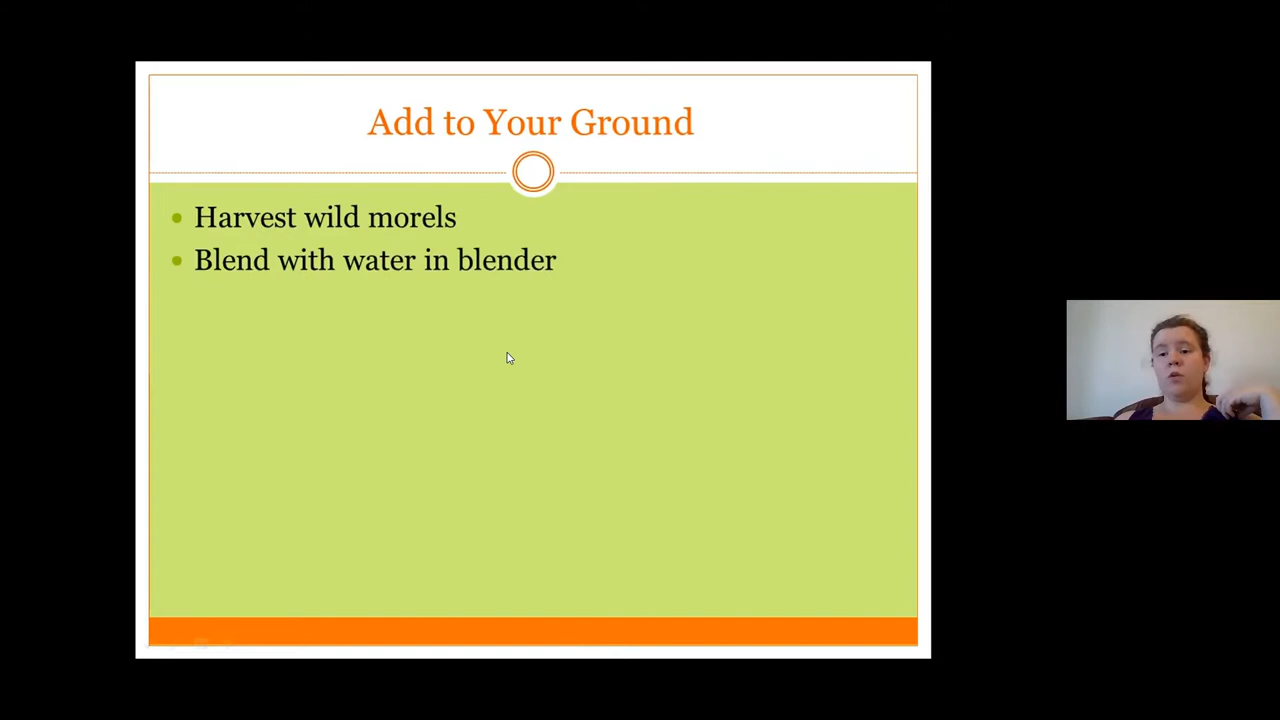 Add to Your Ground
Harvest wild morels
Blend with water in blender